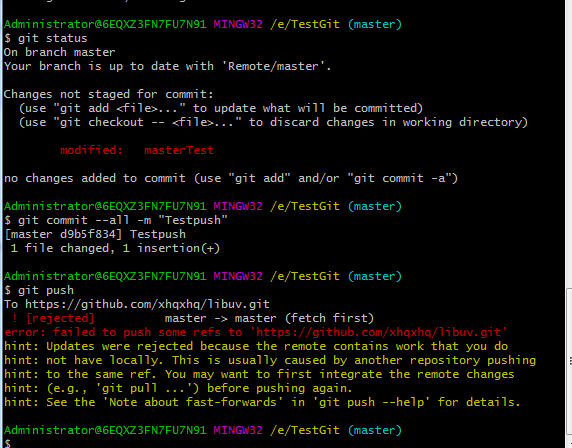 Administrator@6EQXZ3FN7FU7N91 MINGW32 /e/TestGit (master)
$ git status
On branch master
Your branch is up to date with 'Remote/master'.
Changes not staged for commit:
(use "git add <file>..." to update what will be committed)
(use "git checkout -- <file>..." to discard changes in working directory)
modified: masterTest
no changes added to commit (use "git add" and/or "git commit -a")
Administrator@6EQXZ3FN7FU7N91 MINGW32 /e/TestGit (master)
$ git commit --all -m "Testpush"
[master d9b5f834] Testpush
1 file changed, 1 insertion(+)
Administrator@6EQXZ3FN7FU7N91 MINGW32 /e/TestGit (master)
$ git push
To https://github.com/xhqxhq/libuv.git
! [rejected] master -> master (fetch first)
error: failed to push some refs to 'https://github.com/xhqxhq/libuv.git'
hint: Updates were rejected because the remote contains work that you do
hint: not have locally. This is usually caused by another repository pushing
hint: to the same ref. You may want to first integrate the remote changes
hint: (e.g., 'git pull ...') before pushing again.
hint: See the 'Note about fast-forwards' in 'git push --help' for details.
Administrator@6EQXZ3FN7FU7N91 MINGW32 /e/TestGit (master)
$